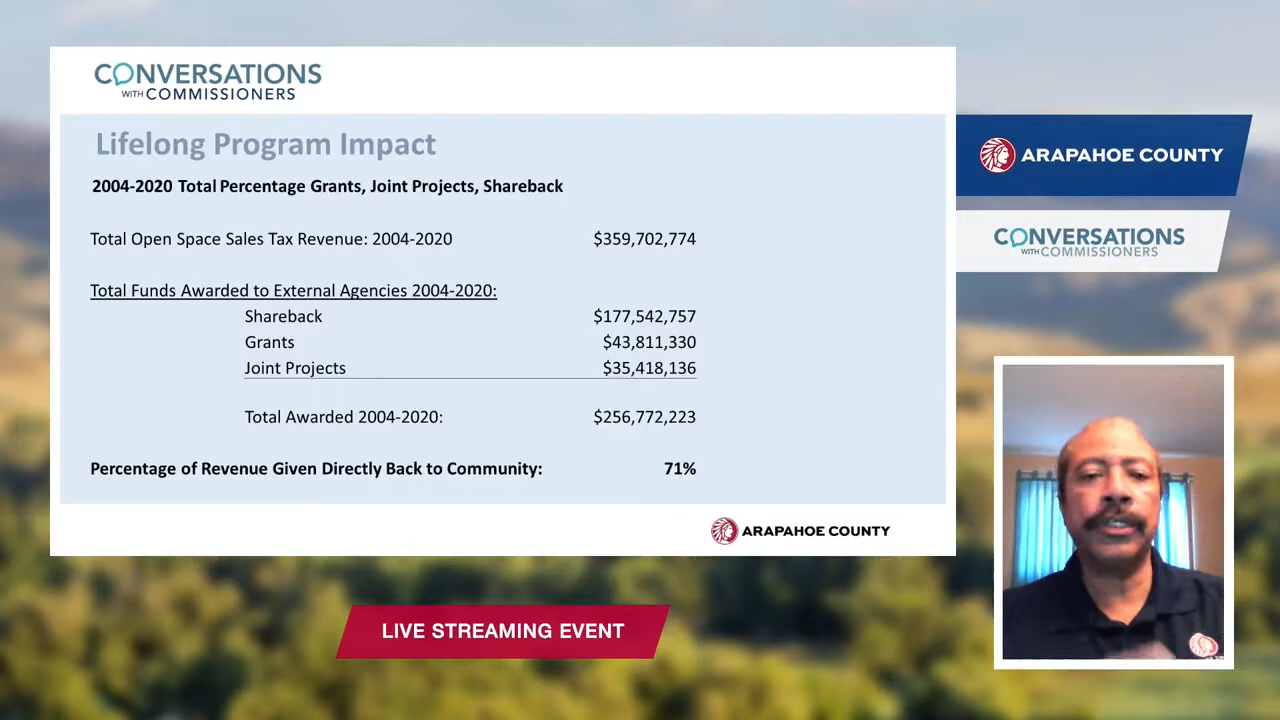 CONVERSATIONS
WITH COMMISSIONERS
Lifelong Program Impact
2004-2020 Total Percentage Grants, Joint Projects, Shareback
Total Open Space Sales Tax Revenue: 2004-2020 $359,702,774
Total Funds Awarded to External Agencies 2004-2020:
Shareback $177,542,757
Grants $43,811,330
Joint Projects $35,418,136
Total Awarded 2004-2020: $256,772,223
Percentage of Revenue Given Directly Back to Community: 71%
ARAPAHOE COUNTY
ARAPAHOE COUNTY
CONVERSATIONS
WITH COMMISSIONERS
LIVE STREAMING EVENT